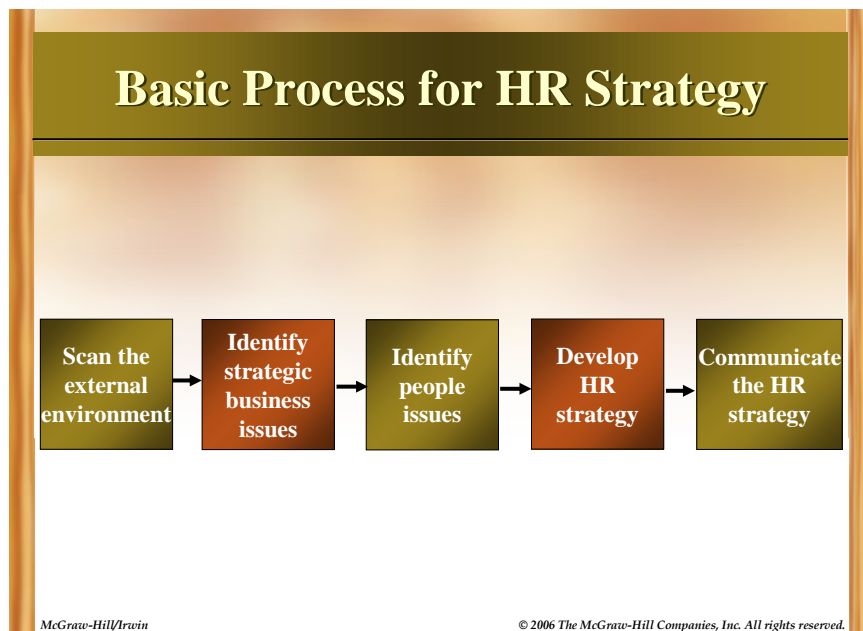 Basic Process for HR Strategy
Scan the
external
environment
Identify
strategic
business
issues
Identify
people
issues
Develop
HR
strategy
Communicate
the HR
strategy
McGraw-Hill/Irwin
© 2006 The McGraw-Hill Companies, Inc. All rights reserved.